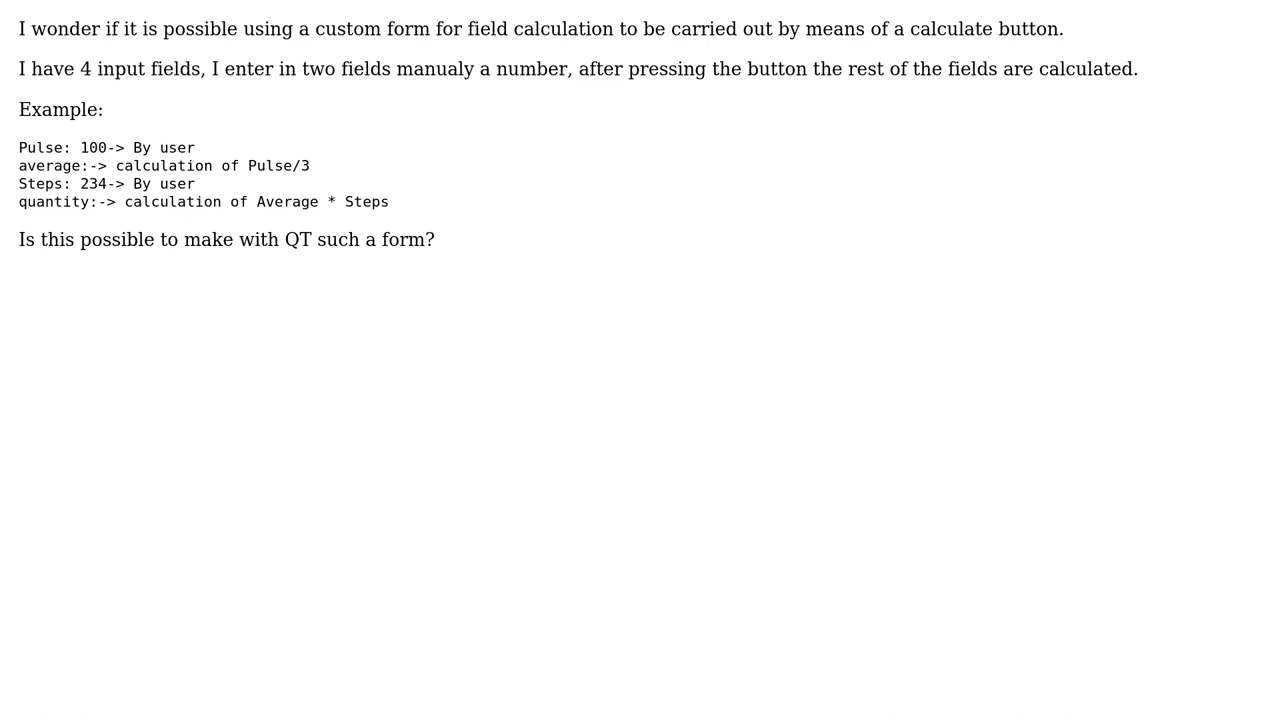 I wonder if it is possible using a custom form for field calculation to be carried out by means of a calculate button.
I have 4 input fields, I enter in two fields manualy a number, after pressing the button the rest of the fields are calculated.
Example:
Pulse: 100-> By user
average:-> calculation of Pulse/3
Steps: 234-> By user
quantity:-> calculation of Average * Steps
Is this possible to make with QT such a form?